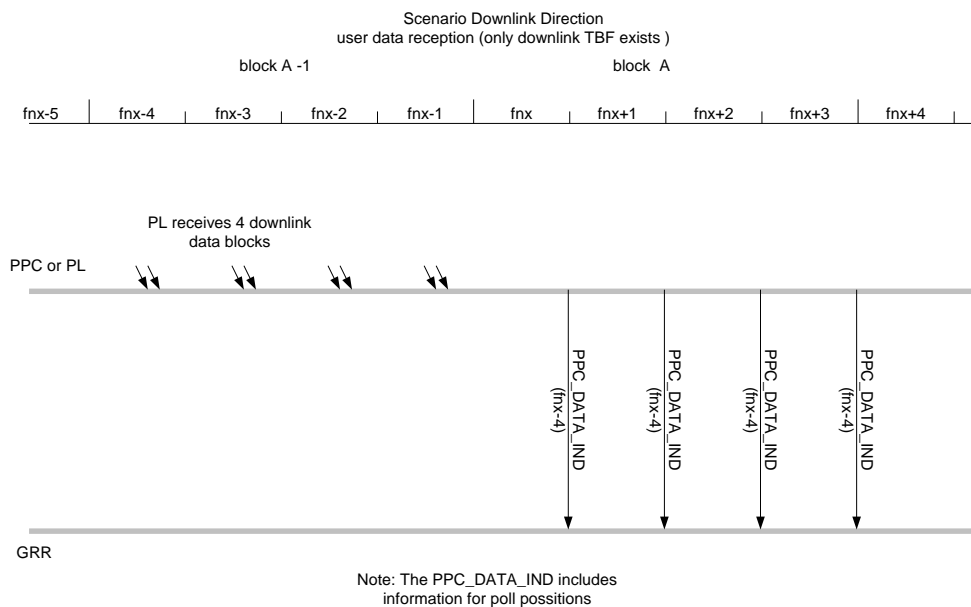 Scenario Downlink Direction
user data reception (only downlink TBF exists )
block A -1
block A
fnx-5
fnx-4
fnx-3
fnx-2
fnx-1
fnx
fnx+1
fnx+2
fnx+3
fnx+4
PL receives 4 downlink
data blocks
PPC or PL
PPC_DATA_IND
(fnx-4)
PPC_DATA_IND
(fnx-4)
PPC_DATA_IND
(fnx-4)
PPC_DATA_IND
(fnx-4)
GRR
Note: The PPC_DATA_IND includes
information for poll possitions